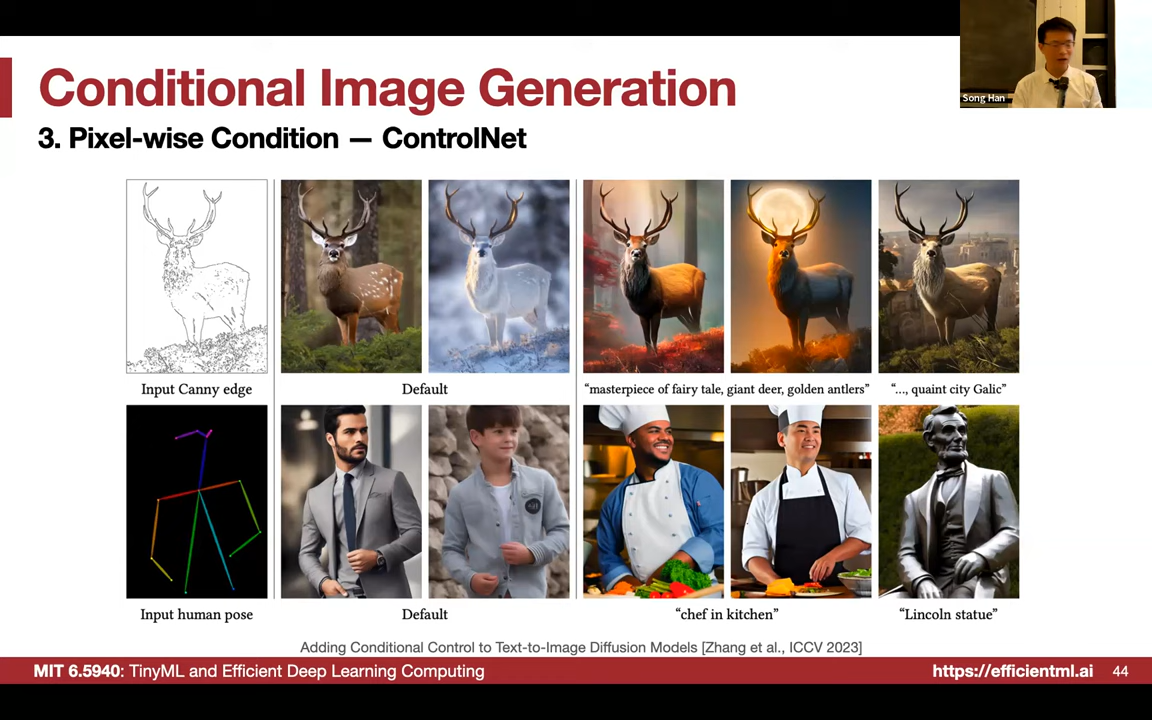 Conditional Image Generation
3. Pixel-wise Condition — ControlNet
Song Han
Input Canny edge
Default
“masterpiece of fairy tale, giant deer, golden antlers”
“..., quaint city Galic”
Input human pose
Default
“chef in kitchen”
“Lincoln statue”
Adding Conditional Control to Text-to-Image Diffusion Models [Zhang et al., ICCV 2023]
MIT 6.5940: TinyML and Efficient Deep Learning Computing
https://efficientml.ai
44